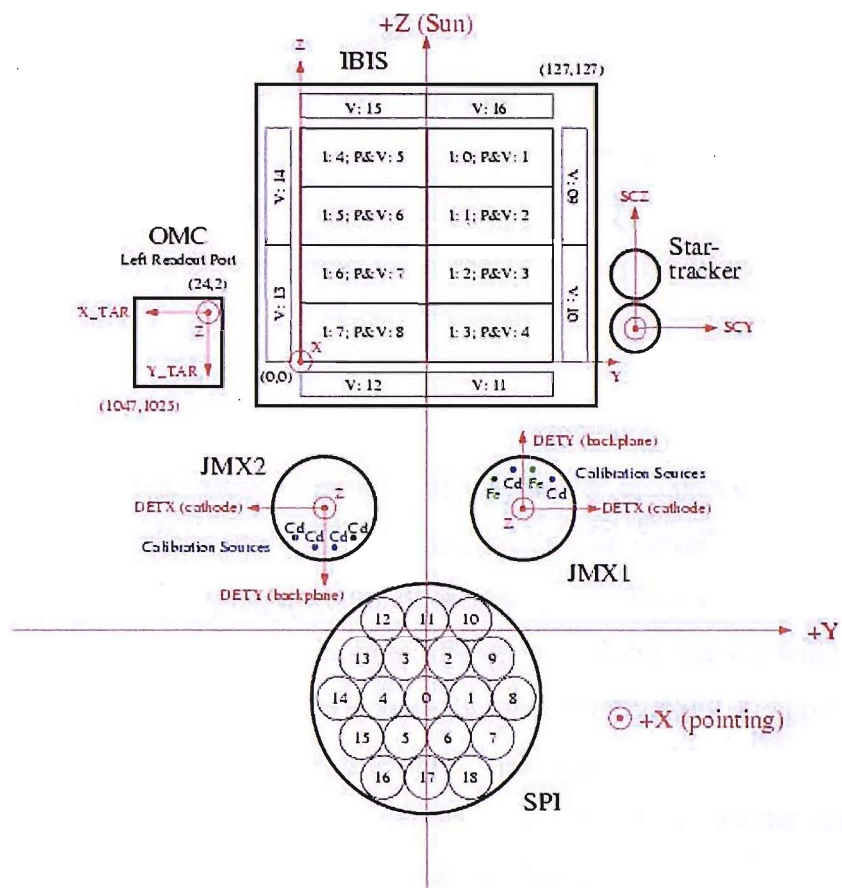 +Z (Sun)
Z
IBIS
(127,127)
V: 15
V: 16
V: 14
I: 4; P&V: 5
I: 0; P&V: 1
V: 09
I: 5; P&V: 6
I: 1; P&V: 2
SCZ
OMC
Left Readout Port
(24,2)
Star-
tracker
V: 13
I: 6; P&V: 7
I: 2; P&V: 3
V: 10
X_TAR
Z
I: 7; P&V: 8
I: 3; P&V: 4
SCY
Y_TAR
X
(0,0)
Y
V: 12
V: 11
(1047,1025)
DETY (backplane)
JMX2
Calibration Sources
Fe
Cd
Fe
Cd
Z
DETX (cathode)
Z
DETX (cathode)
Cd
Cd
Cd
Cd
Calibration Sources
DETY (backplane)
JMX1
12
11
10
+Y
13
3
2
9
14
4
0
1
8
+X (pointing)
15
5
6
7
16
17
18
SPI